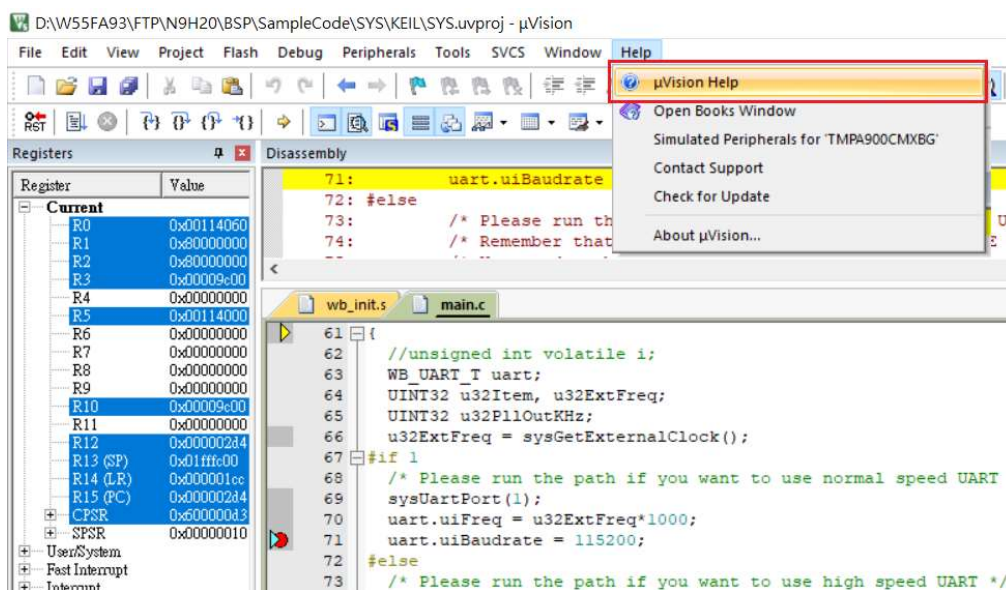 D:\W55FA93\FTP\N9H20\BSP\SampleCode\SYS\KEIL\SYS.uvproj - µVision
File Edit View Project Flash Debug Peripherals Tools SVCS Window Help
µVision Help
Open Books Window
Simulated Peripherals for 'TMPA900CMXBG'
Contact Support
Check for Update
About µVision...
RST
Registers
Register Value
Current
R0 0x00114060
R1 0x80000000
R2 0x80000000
R3 0x00009c00
R4 0x00000000
R5 0x00114000
R6 0x00000000
R7 0x00000000
R8 0x00000000
R9 0x00000000
R10 0x00009c00
R11 0x00000000
R12 0x000002d4
R13 (SP) 0x01fffc00
R14 (LR) 0x000001cc
R15 (PC) 0x000002d4
CPSR 0x600000d3
SPSR 0x00000010
User/System
Fast Interrupt
Interrupt
Disassembly
71: uart.uiBaudrate
72: #else
73: /* Please run th
74: /* Remember that
wb_init.s main.c
61 {
62 //unsigned int volatile i;
63 WB_UART_T uart;
64 UINT32 u32Item, u32ExtFreq;
65 UINT32 u32PllOutKHz;
66 u32ExtFreq = sysGetExternalClock();
67 #if 1
68 /* Please run the path if you want to use normal speed UART
69 sysUartPort(1);
70 uart.uiFreq = u32ExtFreq*1000;
71 uart.uiBaudrate = 115200;
72 #else
73 /* Please run the path if you want to use high speed UART */